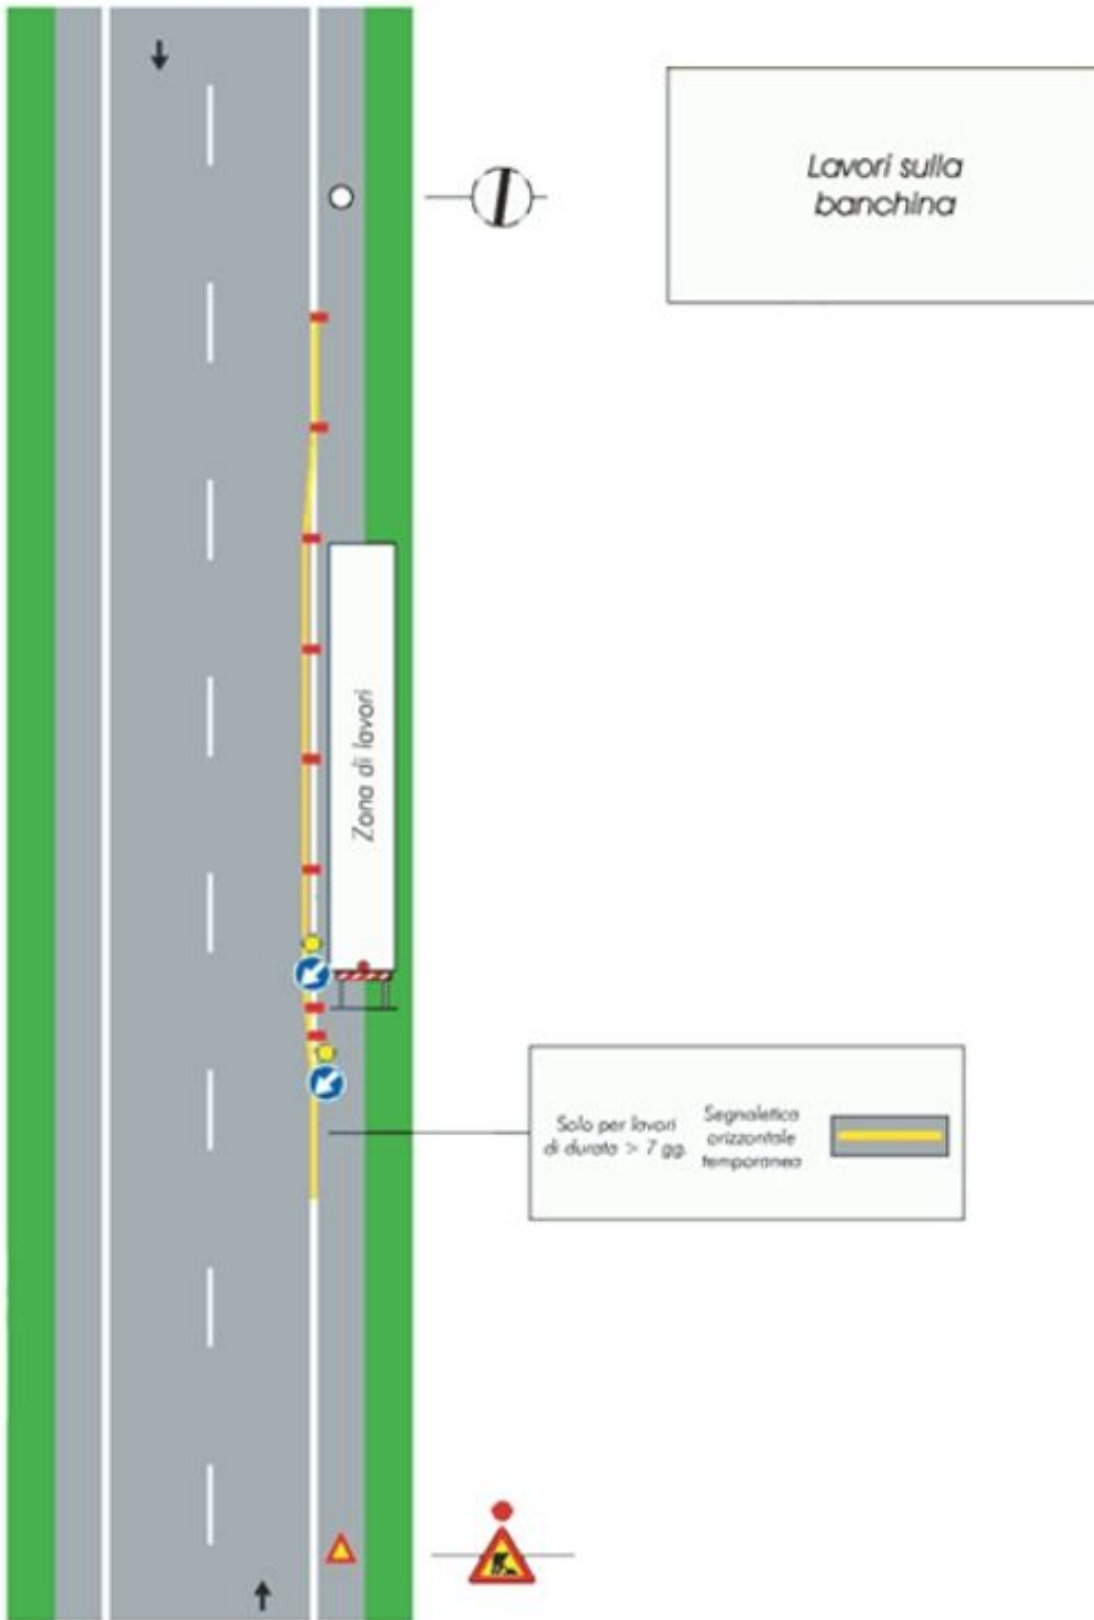 Lavori sulla
banchina
Zona di lavori
Solo per lavori
di durata > 7 gg.
Segnaletica
orizzontale
temporanea